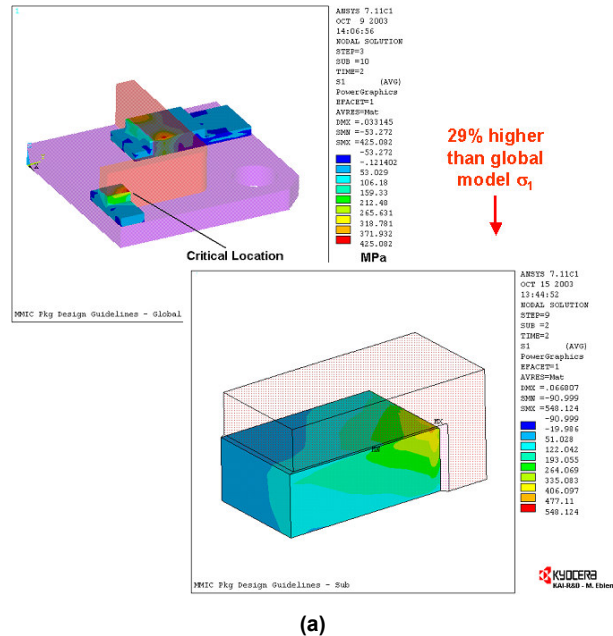 1
ANSYS 7.11C1
OCT 9 2003
14:06:56
NODAL SOLUTION
STEP=3
SUB =10
TIME=2
S1 (AVG)
PowerGraphics
EFACET=1
AVRES=Mat
DMX =.033145
SMN =-53.272
SMX =425.082
-53.272
-.121402
53.029
106.18
159.33
212.48
265.631
318.781
371.932
425.082
MPa
Critical Location
MMIC Pkg Design Guidelines - Global
29% higher
than global
model σ1
ANSYS 7.11C1
OCT 15 2003
13:44:52
NODAL SOLUTION
STEP=9
SUB =2
TIME=2
S1 (AVG)
PowerGraphics
EFACET=1
AVRES=Mat
DMX =.066807
SMN =-90.999
SMX =548.124
-90.999
-19.986
51.028
122.042
193.055
264.069
335.083
406.097
477.11
548.124
MX
MMIC Pkg Design Guidelines - Sub
KYOCERA
KAI-R&D - M. Eblen
(a)